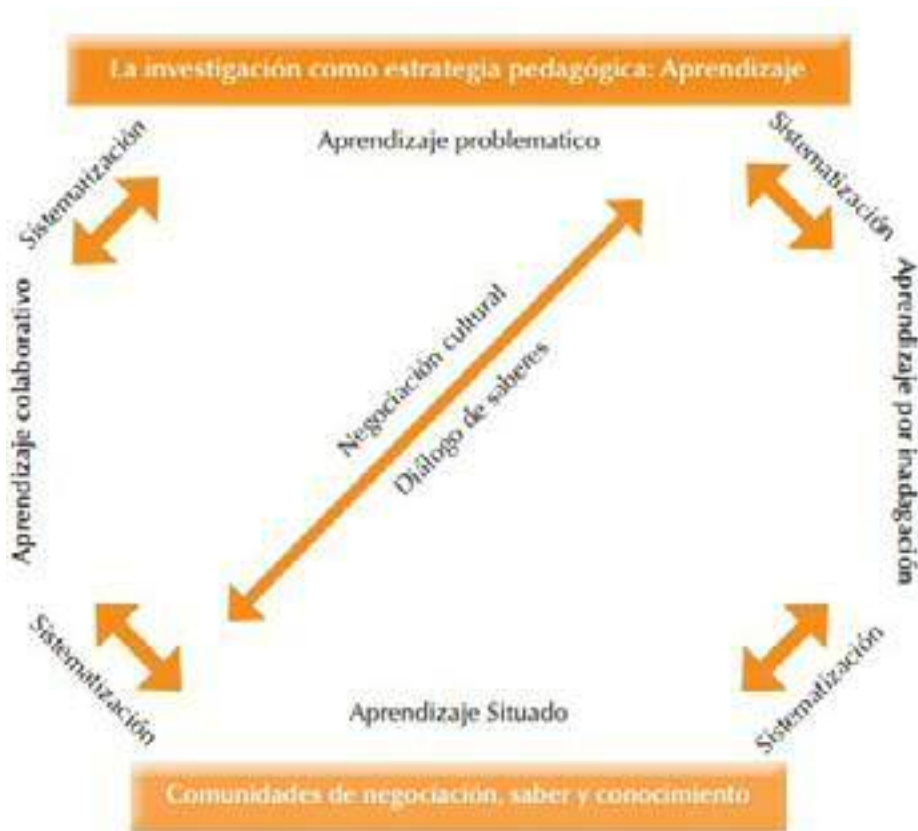 La investigación como estrategia pedagógica: Aprendizaje
Aprendizaje problematico
Sistematización
Sistematización
Aprendizaje colaborativo
Negociación cultural
Diálogo de saberes
Aprendizaje por inadagación
Sistematización
Sistematización
Aprendizaje Situado
Comunidades de negociación, saber y conocimiento